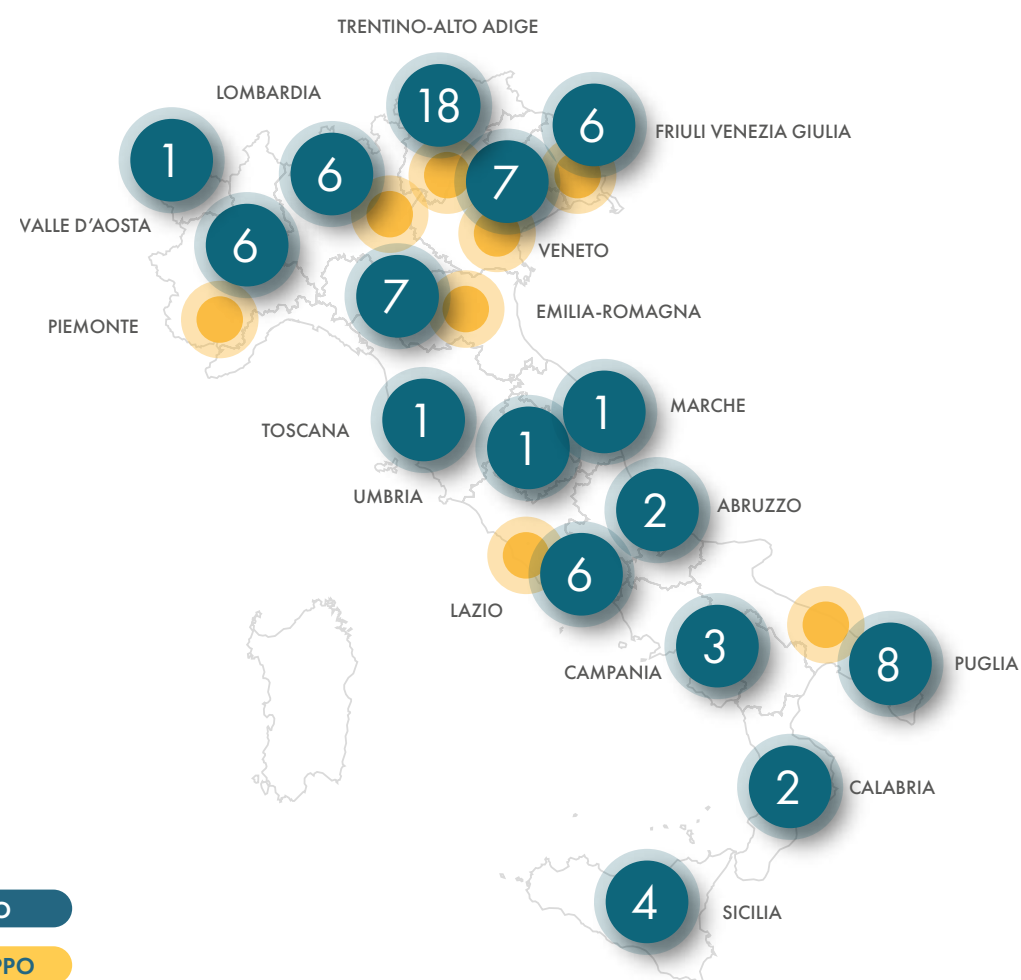 TRENTINO-ALTO ADIGE
18
LOMBARDIA
6
6
FRIULI VENEZIA GIULIA
1
7
VALLE D'AOSTA
6
VENETO
PIEMONTE
7
EMILIA-ROMAGNA
TOSCANA
1
1
1
MARCHE
UMBRIA
2
ABRUZZO
LAZIO
6
CAMPANIA
3
8
PUGLIA
2
CALABRIA
4
SICILIA
O
PPO